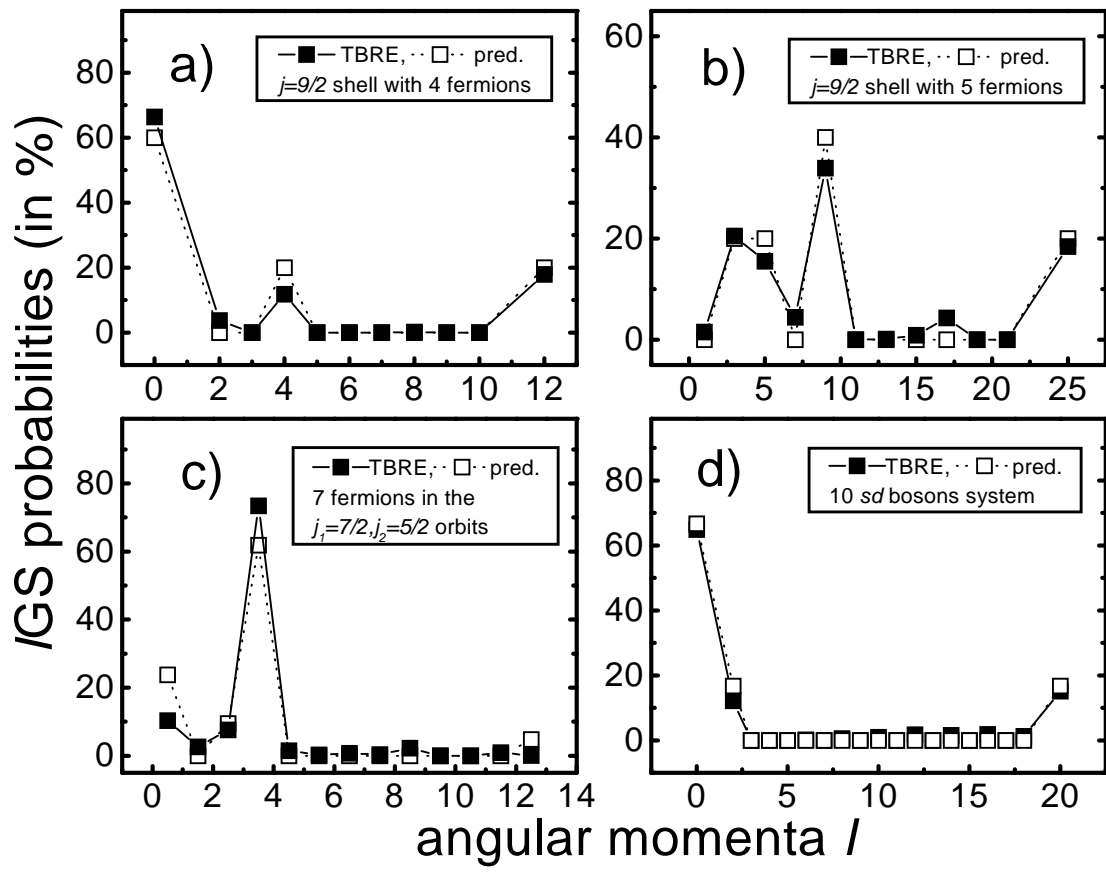 IGS probabilities (in %)
a)
TBRE, pred.
j=9/2 shell with 4 fermions
80
60
40
20
0
0 2 4 6 8 10 12
b)
TBRE, pred.
j=9/2 shell with 5 fermions
60
40
20
0
0 5 10 15 20 25
c)
TBRE, pred.
7 fermions in the
j1=7/2,j2=5/2 orbits
80
60
40
20
0
0 2 4 6 8 10 12 14
d)
TBRE, pred.
10 sd bosons system
80
60
40
20
0
0 5 10 15 20
angular momenta I